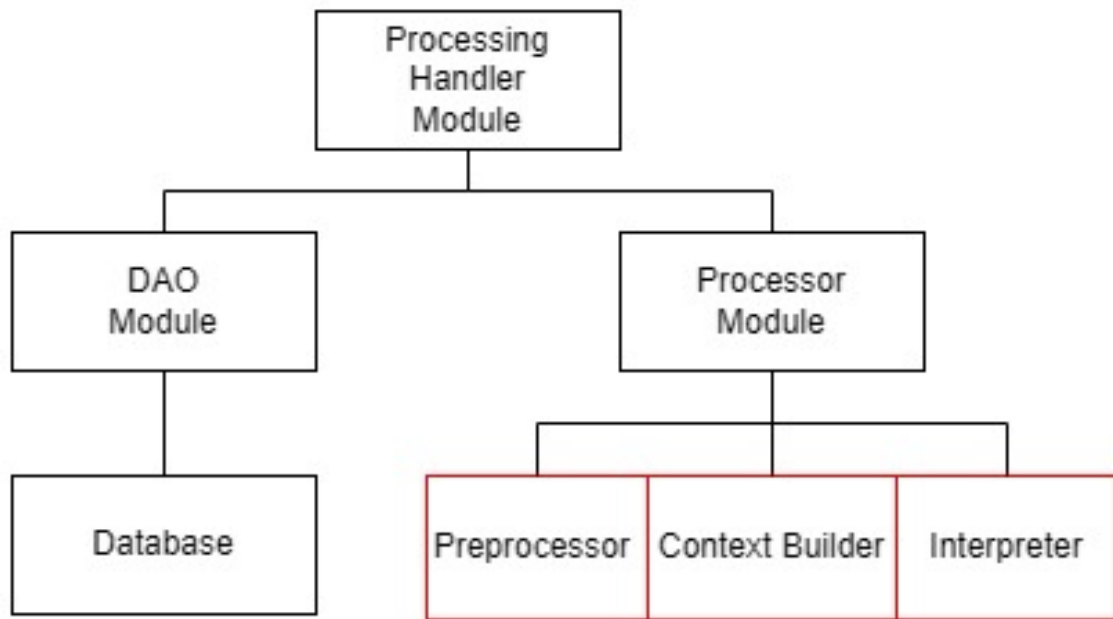 Processing
Handler
Module
DAO
Module
Processor
Module
Database
Preprocessor
Context Builder
Interpreter